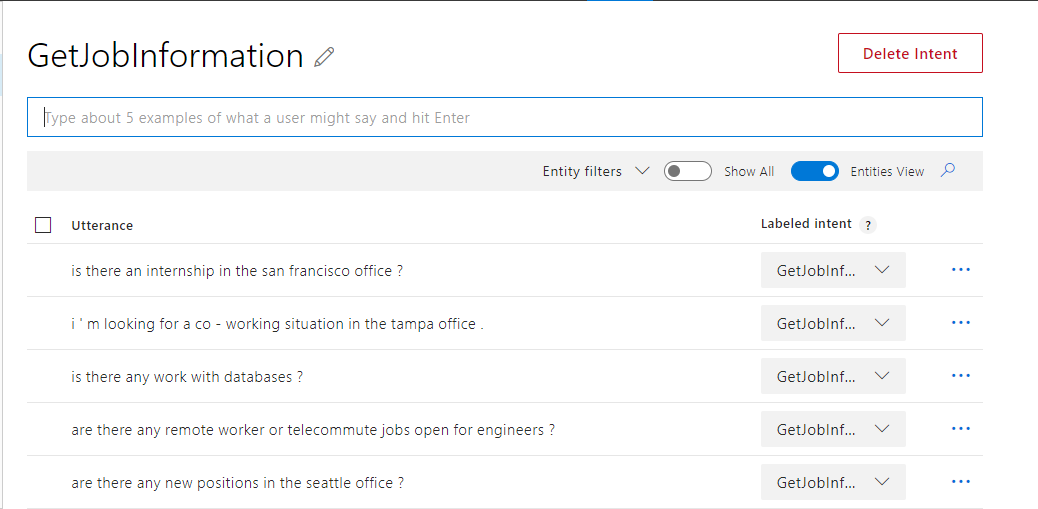 GetJobInformation
Delete Intent
Type about 5 examples of what a user might say and hit Enter
Entity filters Show All Entities View
Utterance Labeled intent ?
is there an internship in the san francisco office ? GetJobInf... ...
i ' m looking for a co - working situation in the tampa office . GetJobInf... ...
is there any work with databases ? GetJobInf... ...
are there any remote worker or telecommute jobs open for engineers ? GetJobInf... ...
are there any new positions in the seattle office ? GetJobInf... ...